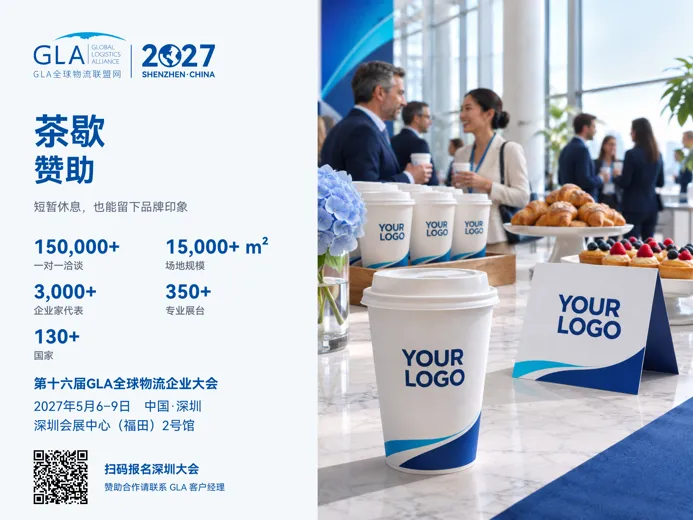 GLA GLOBAL LOGISTICS ALLIANCE
GLA全球物流联盟网
2027
SHENZHEN·CHINA
茶歇
赞助
短暂休息，也能留下品牌印象
150,000+
一对一洽谈
15,000+ m²
场地规模
3,000+
企业家代表
350+
专业展台
130+
国家
第十六届GLA全球物流企业大会
2027年5月6-9日 中国·深圳
深圳会展中心（福田）2号馆
扫码报名深圳大会
赞助合作请联系 GLA 客户经理
YOUR
LOGO
YOUR
LOGO
YOUR
LOGO
YOUR
LOGO
YOUR
LOGO